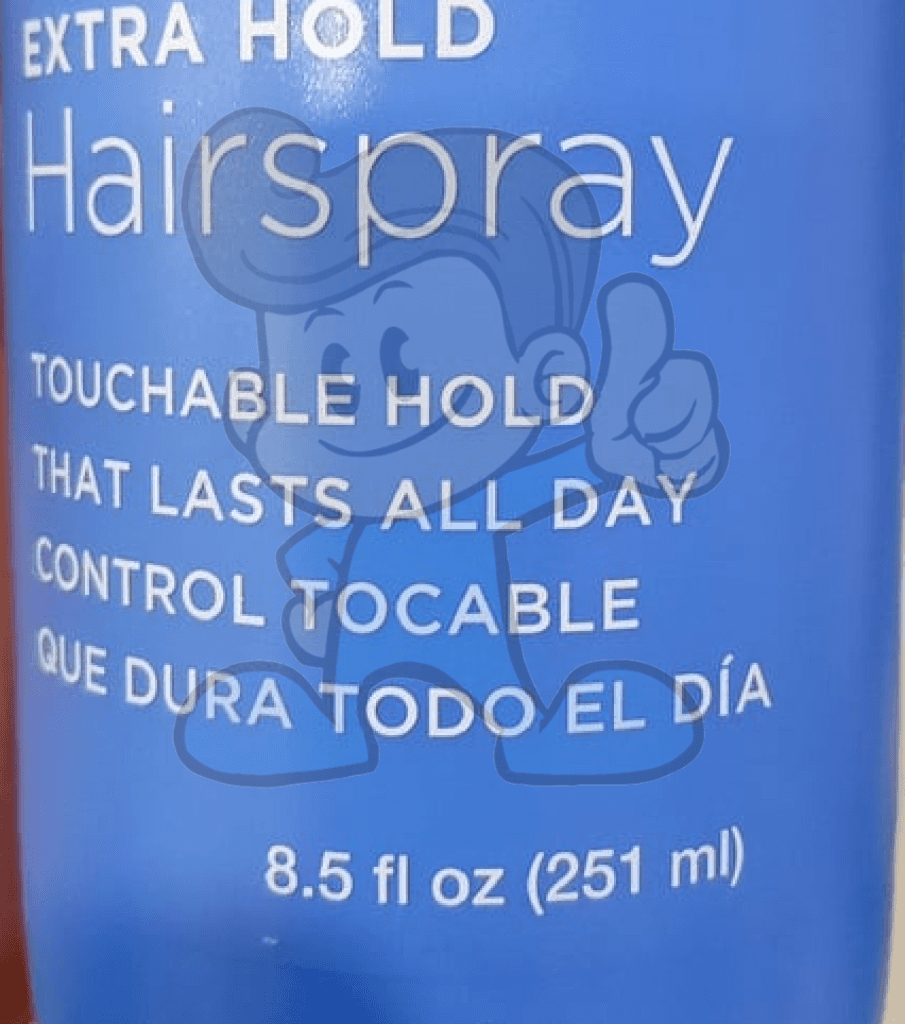 EXTRA HOLD
Hairspray
TOUCHABLE HOLD
THAT LASTS ALL DAY
CONTROL TOCABLE
QUE DURA TODO EL DÍA
8.5 fl oz (251 ml)